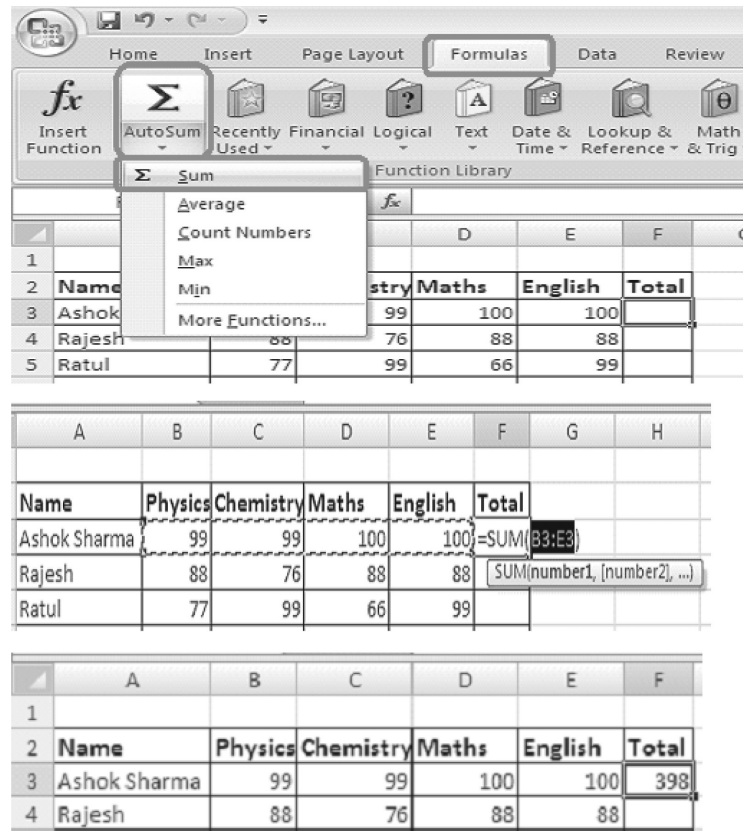 Home Insert Page Layout Formulas Data Review
fx Σ ? A θ
Insert Function AutoSum Recently Used Financial Logical Text Date & Time Lookup & Reference Math & Trig
Function Library
Σ Sum
Average
Count Numbers
Max
Min
More Functions...
fx
D E F
1
2 Name stry Maths English Total
3 Ashok 99 100 100
4 Rajesh 88 76 88 88
5 Ratul 77 99 66 99
A B C D E F G H
Name Physics Chemistry Maths English Total
Ashok Sharma 99 99 100 100 =SUM(B3:E3)
Rajesh 88 76 88 88 SUM(number1, [number2], ...)
Ratul 77 99 66 99
A B C D E F
1
2 Name Physics Chemistry Maths English Total
3 Ashok Sharma 99 99 100 100 398
4 Rajesh 88 76 88 88